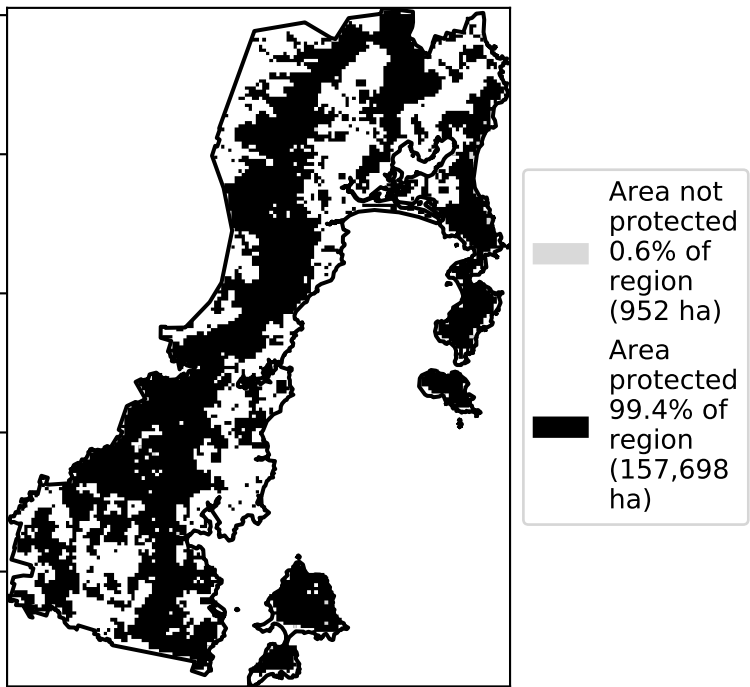 Area not
protected
0.6% of
region
(952 ha)
Area
protected
99.4% of
region
(157,698
ha)